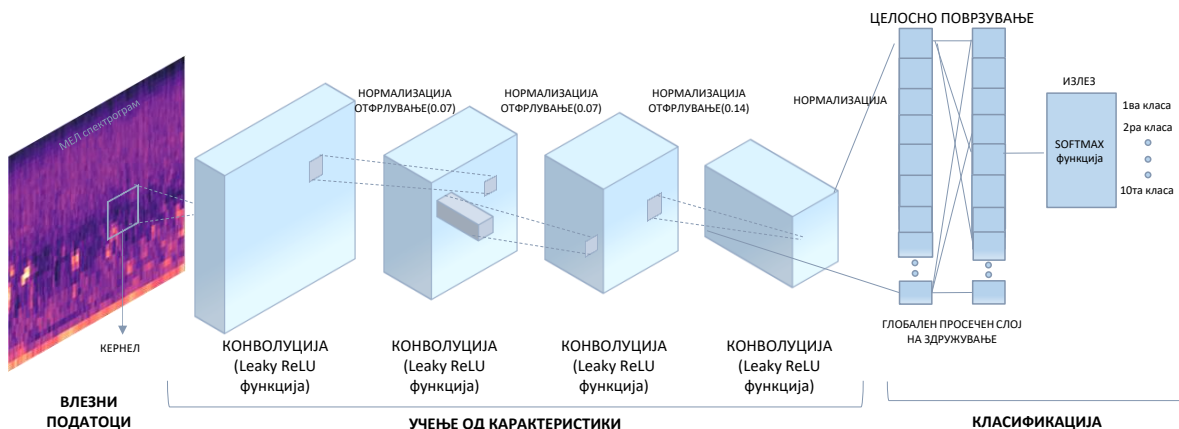 ЦЕЛОСНО ПОВРЗУВАЊЕ
МЕЛ спектрограм
НОРМАЛИЗАЦИЈА
ОТФРЛУВАЊЕ(0.07)
НОРМАЛИЗАЦИЈА
ОТФРЛУВАЊЕ(0.07)
НОРМАЛИЗАЦИЈА
ОТФРЛУВАЊЕ(0.14)
НОРМАЛИЗАЦИЈА
ИЗЛЕЗ
SOFTMAX
функција
1ва класа
2ра класа
10та класа
КЕРНЕЛ
КОНВОЛУЦИЈА
(Leaky ReLU
функција)
КОНВОЛУЦИЈА
(Leaky ReLU
функција)
КОНВОЛУЦИЈА
(Leaky ReLU
функција)
КОНВОЛУЦИЈА
(Leaky ReLU
функција)
ГЛОБАЛЕН ПРОСЕЧЕН СЛОЈ
НА ЗДРУЖУВАЊЕ
ВЛЕЗНИ
ПОДАТОЦИ
УЧЕЊЕ ОД КАРАКТЕРИСТИКИ
КЛАСИФИКАЦИЈА